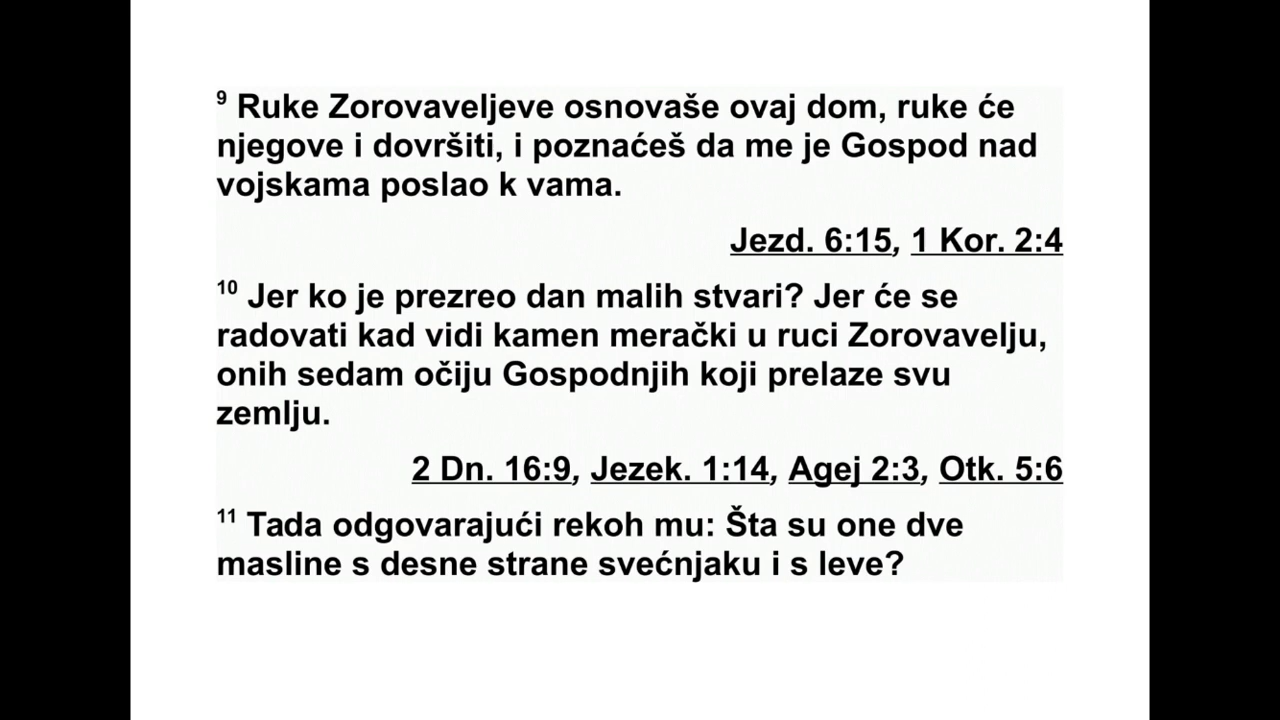 9 Ruke Zorovaveljeve osnovaše ovaj dom, ruke će
njegove i dovršiti, i poznaćeš da me je Gospod nad
vojskama poslao k vama.
Jezd. 6:15, 1 Kor. 2:4
10 Jer ko je prezreo dan malih stvari? Jer će se
radovati kad vidi kamen merački u ruci Zorovavelju,
onih sedam očiju Gospodnjih koji prelaze svu
zemlju.
2 Dn. 16:9, Jezek. 1:14, Agej 2:3, Otk. 5:6
11 Tada odgovarajući rekoh mu: Šta su one dve
masline s desne strane svećnjaku i s leve?